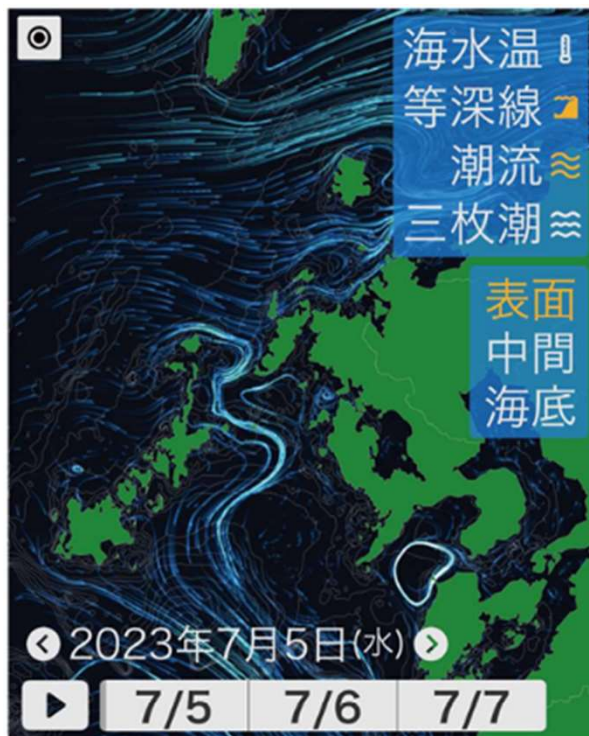 海水温
等深線
潮流
三枚潮
表面
中間
海底
2023年7月5日(水)
7/5 7/6 7/7